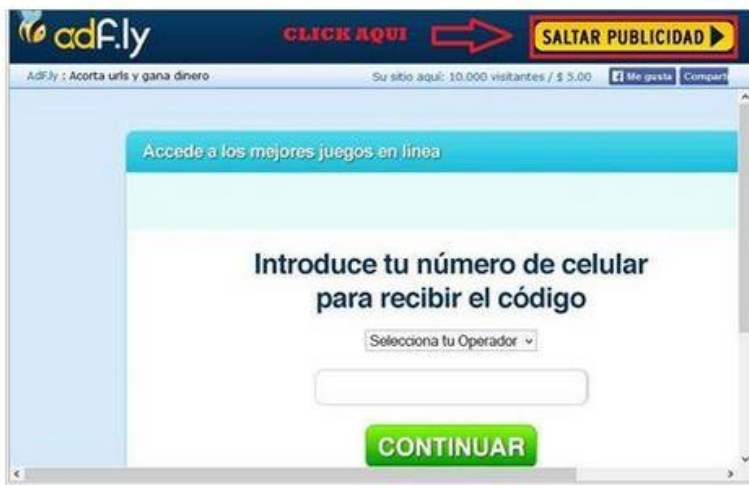 adf.ly
CLICK AQUI
SALTAR PUBLICIDAD
AdF.ly : Acorta urls y gana dinero
Su sitio aquí: 10.000 visitantes / $ 5.00
Me gusta
Comparti
Accede a los mejores juegos en linea
Introduce tu número de celular
para recibir el código
Selecciona tu Operador
CONTINUAR